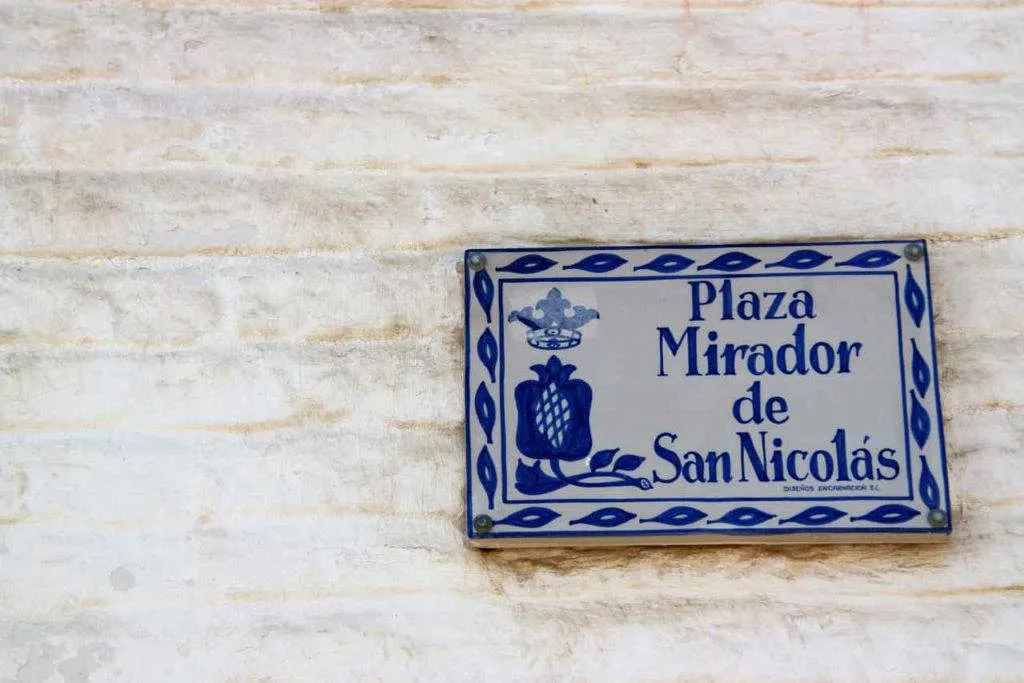 Plaza
Mirador
de
San Nicolás
DISEÑOS ENCARNACIÓN S.L.